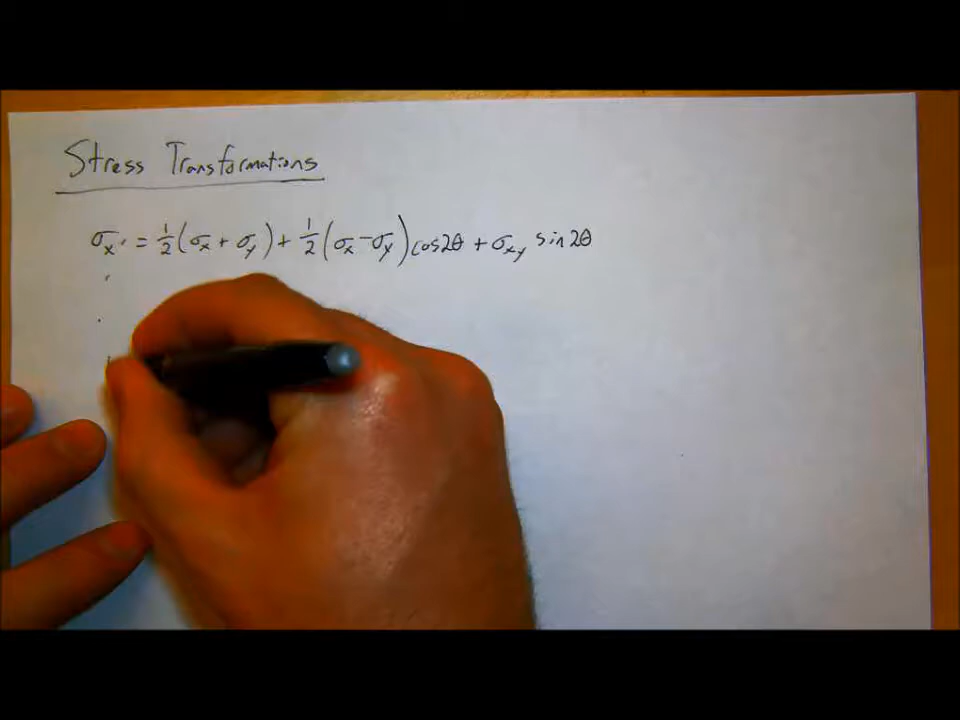 Stress Transformations
σx' = 1/2(σx + σy) + 1/2(σx - σy)cos2θ + σxy sin2θ